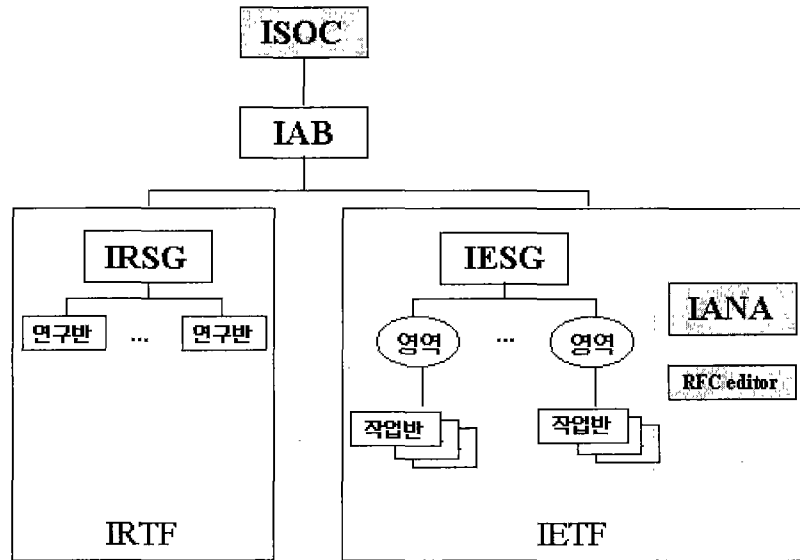 ISOC
IAB
IRSG
연구반 ... 연구반
IRTF
IESG
영역 ... 영역
작업반 작업반
IETF
IANA
RFC editor